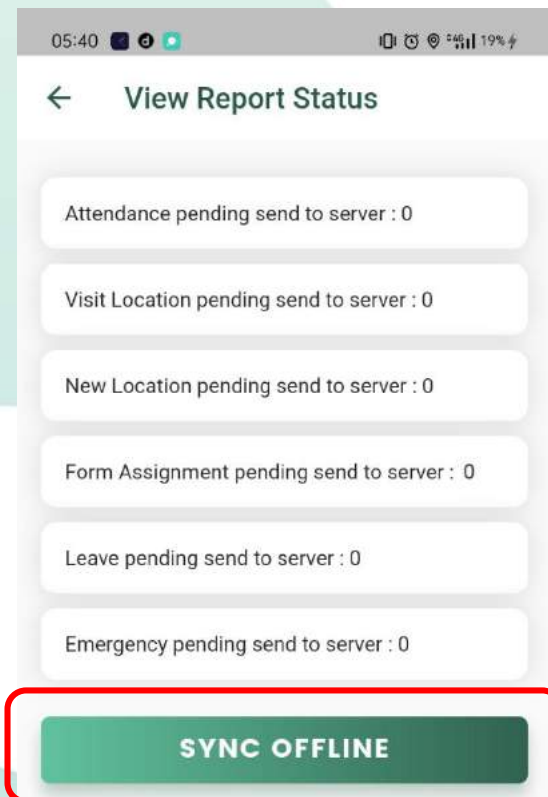 05:40 19%
← View Report Status
Attendance pending send to server : 0
Visit Location pending send to server : 0
New Location pending send to server : 0
Form Assignment pending send to server : 0
Leave pending send to server : 0
Emergency pending send to server : 0
SYNC OFFLINE